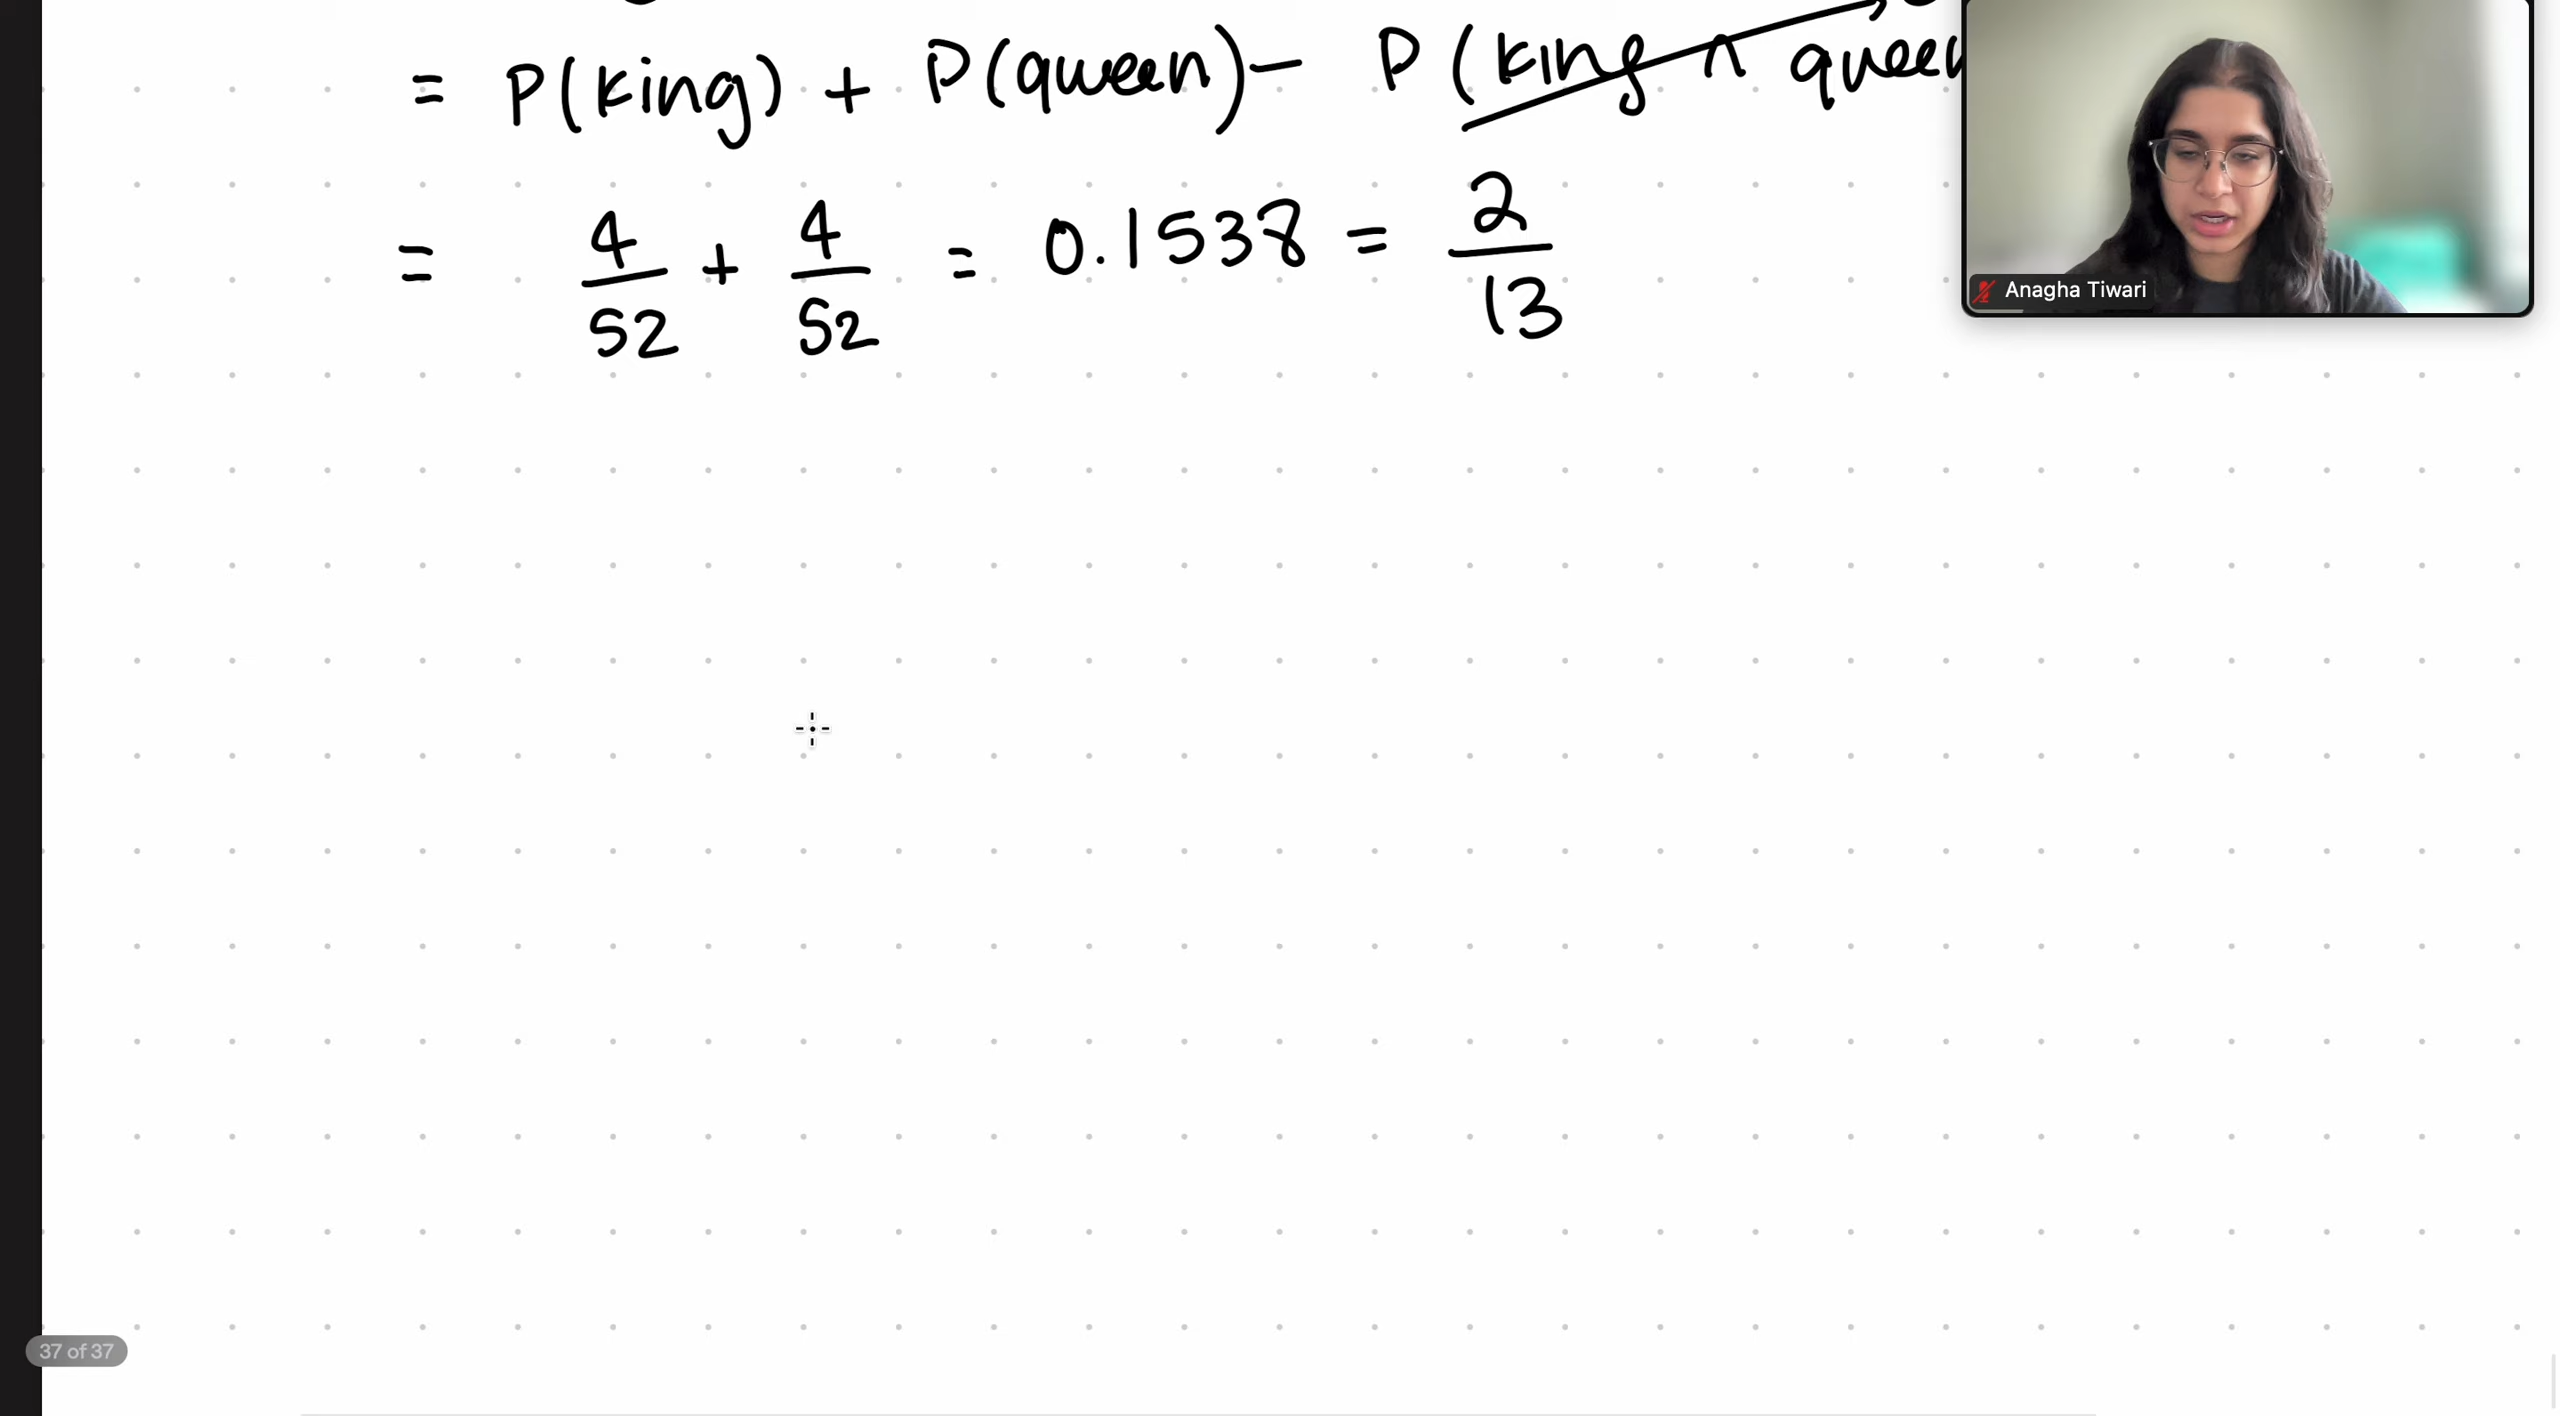 = P(king) + P(queen) - P(king ∩ queen
= 4/52 + 4/52 = 0.1538 = 2/13
Anagha Tiwari
37 of 37